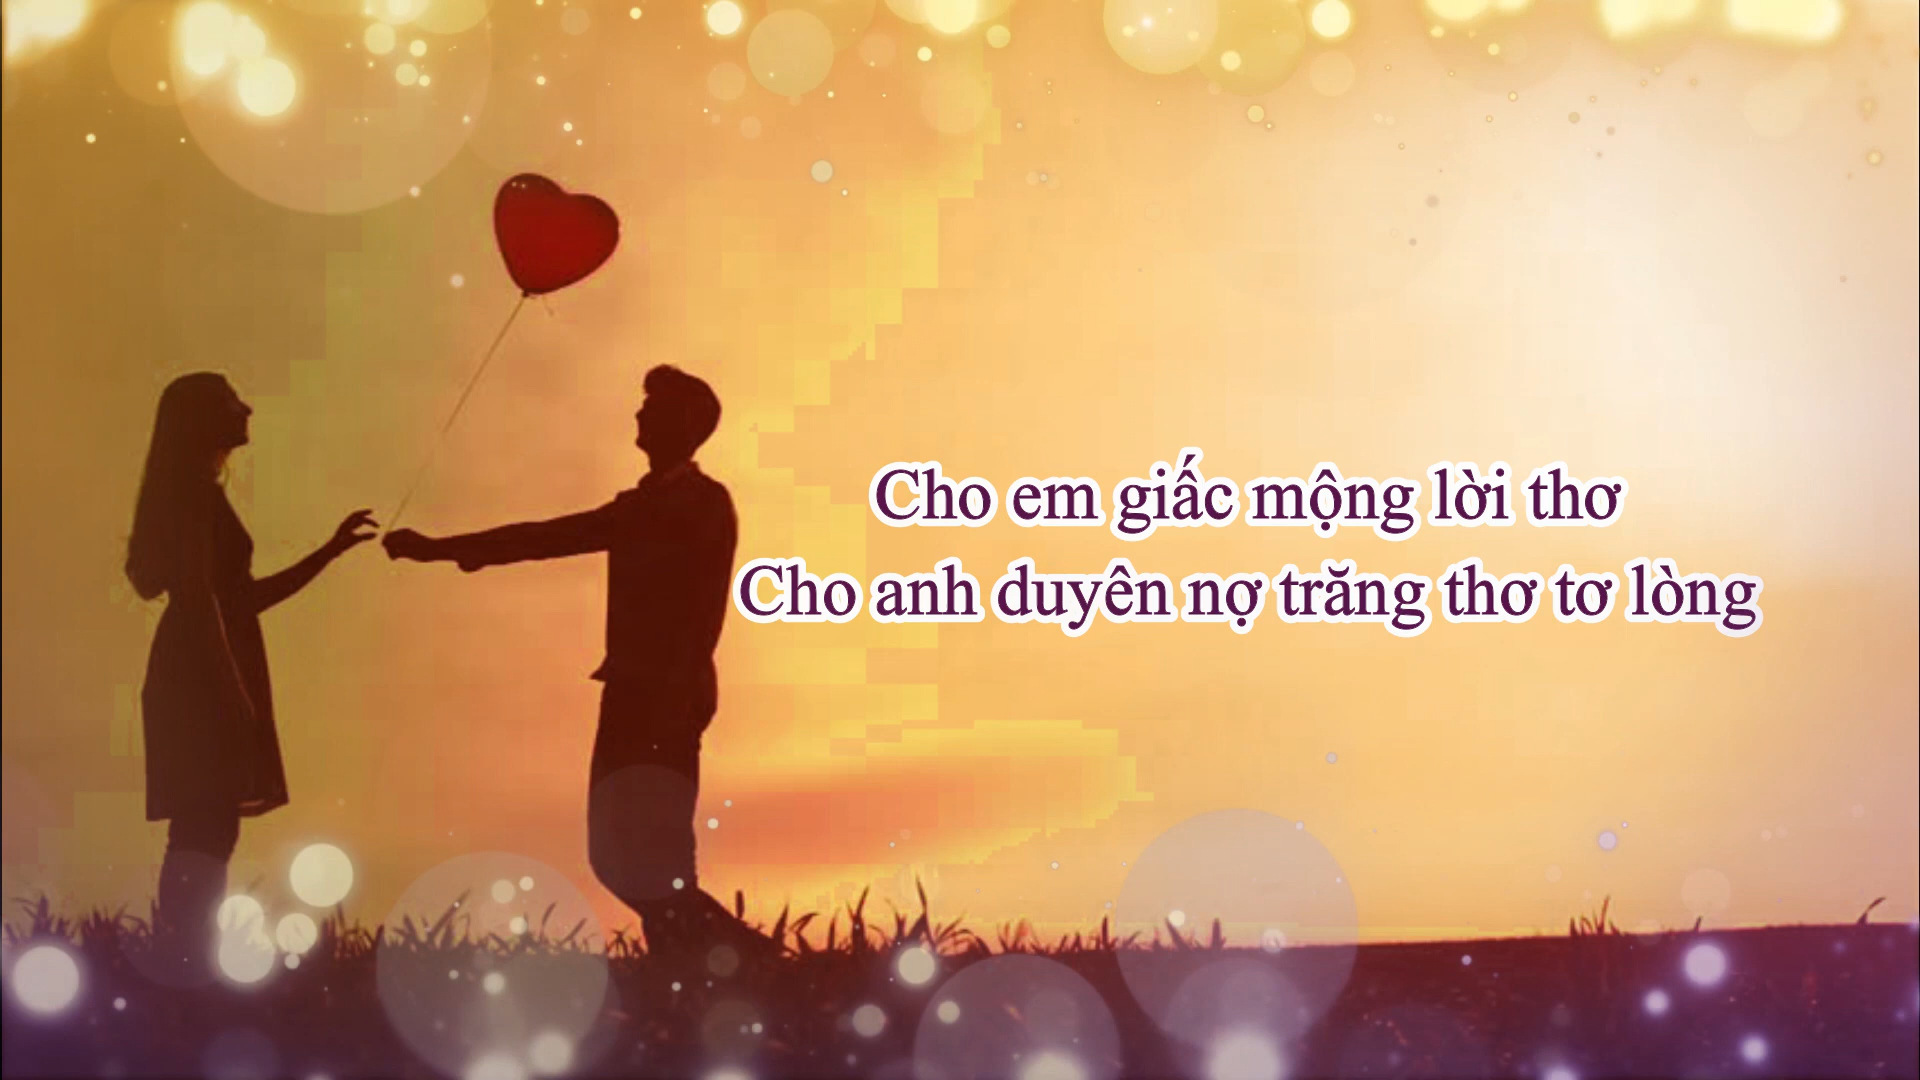 Cho em giấc mộng lời thơ
Cho anh duyên nợ trăng thơ tơ lòng